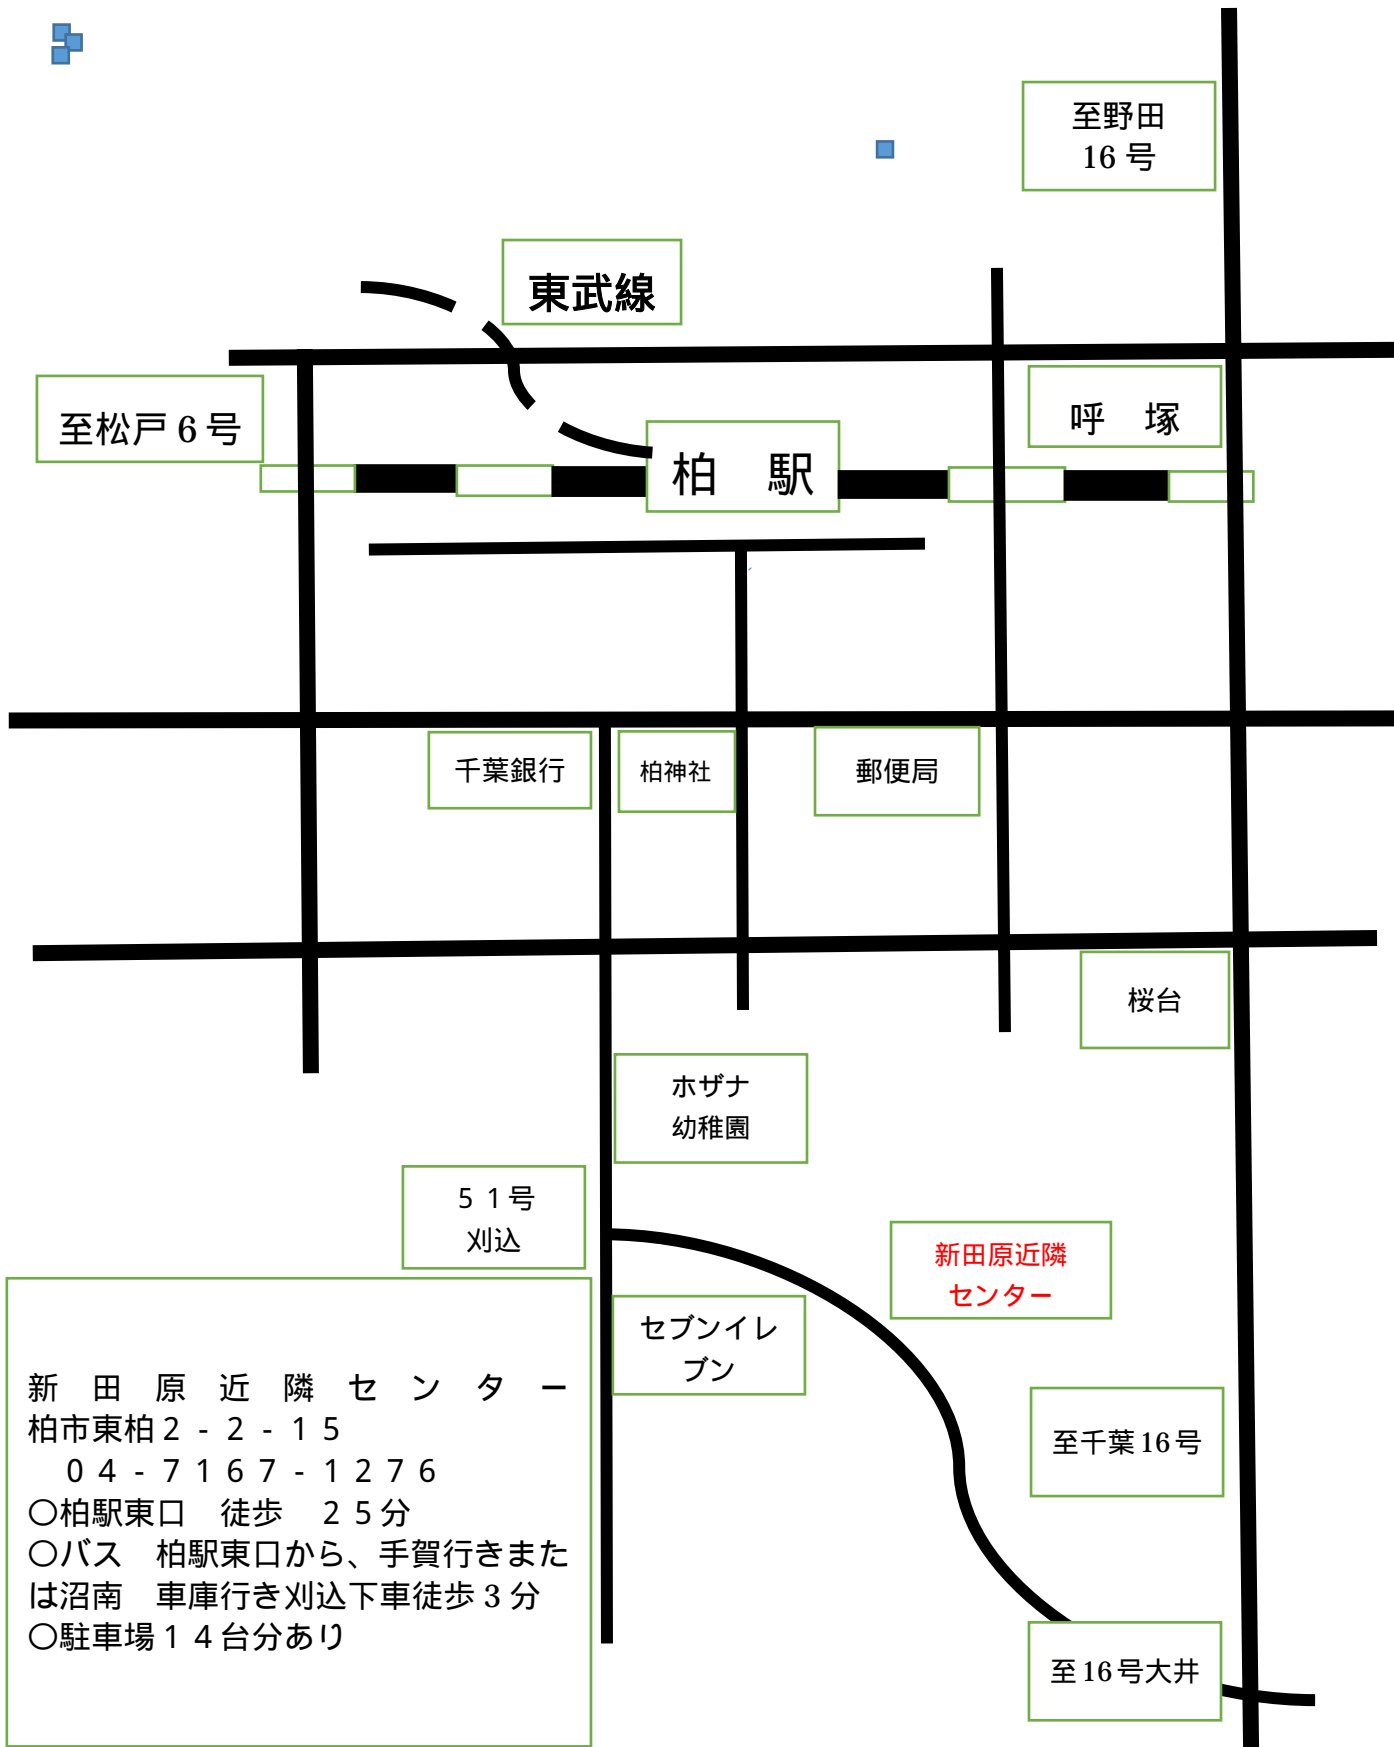 至野田
16 号
東武線
至松戸 6 号
呼　塚
柏　駅
千葉銀行
柏神社
郵便局
桜台
ホザナ
幼稚園
５１号
刈込
新田原近隣
センター
セブンイレ
ブン
至千葉 16 号
至 16 号大井
新田原近隣センター
柏市東柏２-２-１５
０４-７１６７-１２７６
〇柏駅東口　徒歩　２５分
〇バス　柏駅東口から、手賀行きまた
は沼南　車庫行き刈込下車徒歩 3 分
〇駐車場１４台分あり